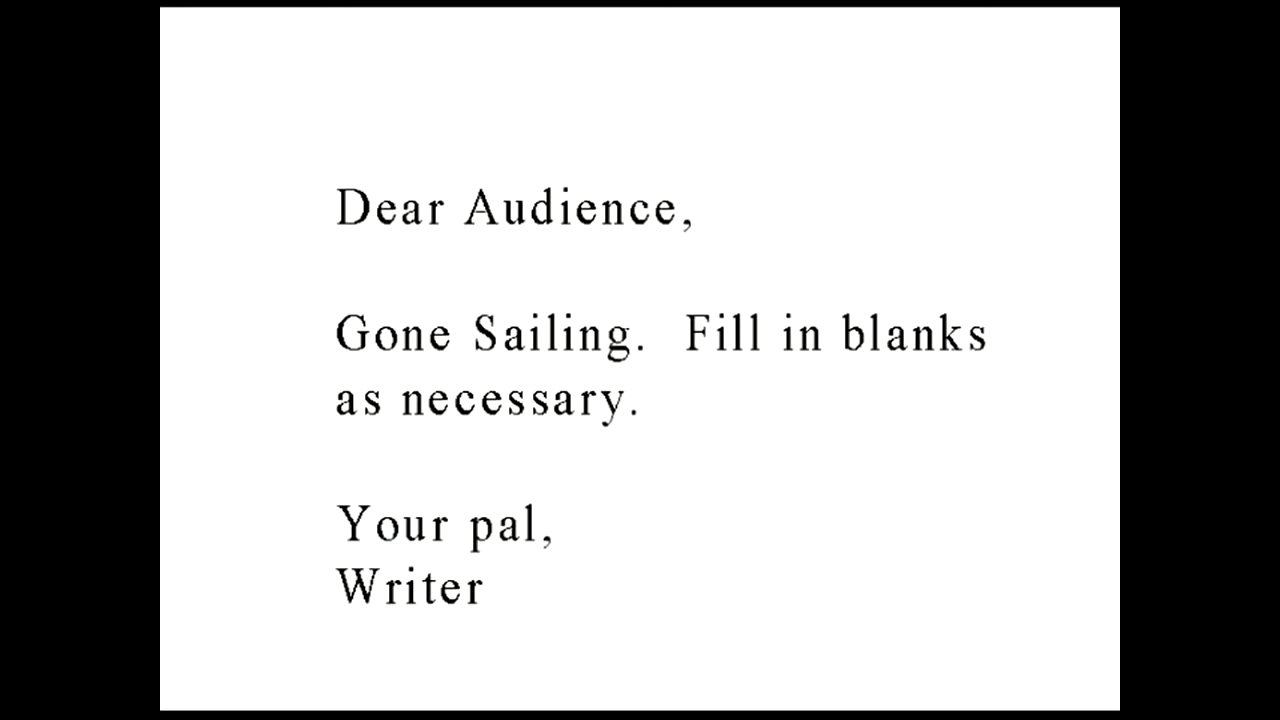 Dear Audience,
Gone Sailing.  Fill in blanks
as necessary.
Your pal,
Writer